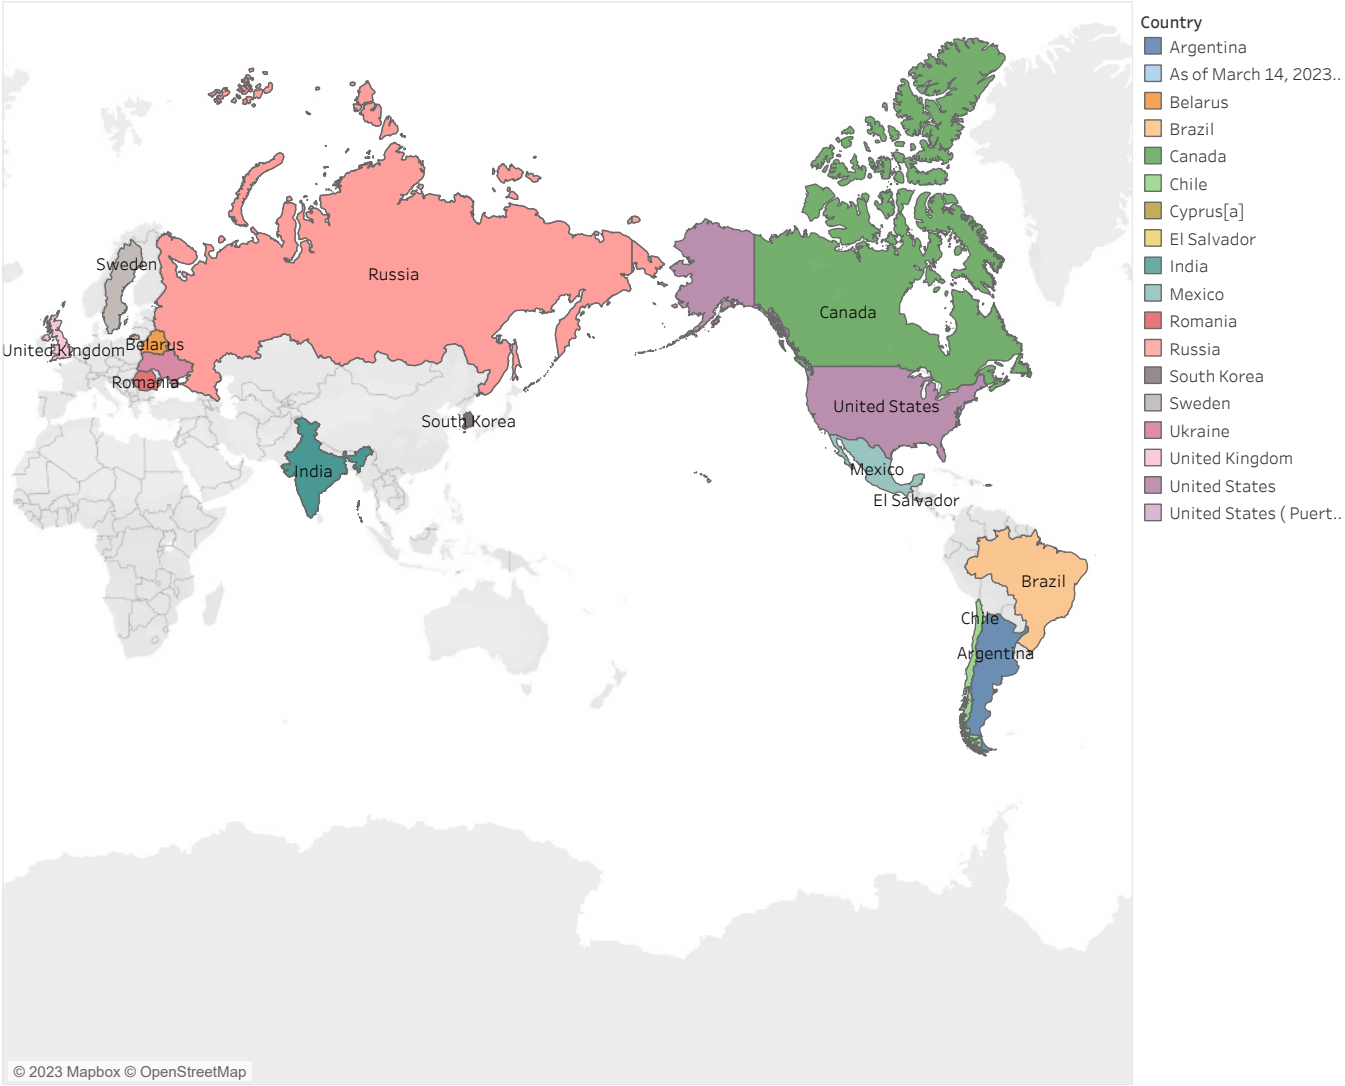 Country
Argentina
As of March 14, 2023..
Belarus
Brazil
Canada
Chile
Cyprus[a]
El Salvador
India
Mexico
Romania
Russia
South Korea
Sweden
Ukraine
United Kingdom
United States
United States ( Puert..
Sweden
Russia
Canada
United Kingdom
Belarus
Romania
South Korea
United States
India
Mexico
El Salvador
Brazil
Chile
Argentina
© 2023 Mapbox © OpenStreetMap